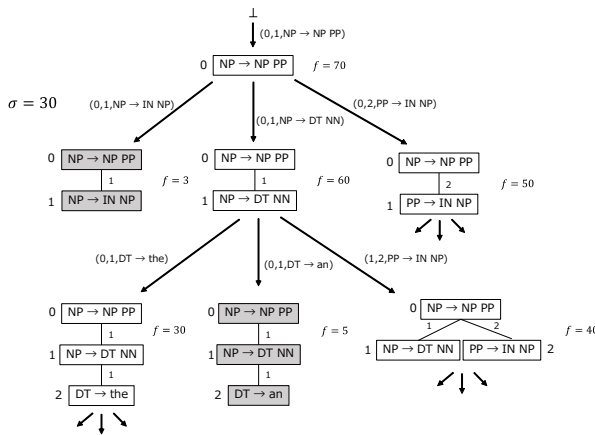 ⊥
(0,1,NP → NP PP)
0 NP → NP PP f = 70
σ = 30
(0,1,NP → IN NP) (0,1,NP → DT NN) (0,2,PP → IN NP)
0 NP → NP PP 0 NP → NP PP 0 NP → NP PP
1 f = 3 1 f = 60 2 f = 50
1 NP → IN NP 1 NP → DT NN 1 PP → IN NP
(0,1,DT → the) (0,1,DT → an) (1,2,PP → IN NP)
0 NP → NP PP 0 NP → NP PP 0 NP → NP PP
1 f = 30 1 f = 5 1 2 f = 40
1 NP → DT NN 1 NP → DT NN 1 NP → DT NN PP → IN NP 2
1 1
2 DT → the 2 DT → an